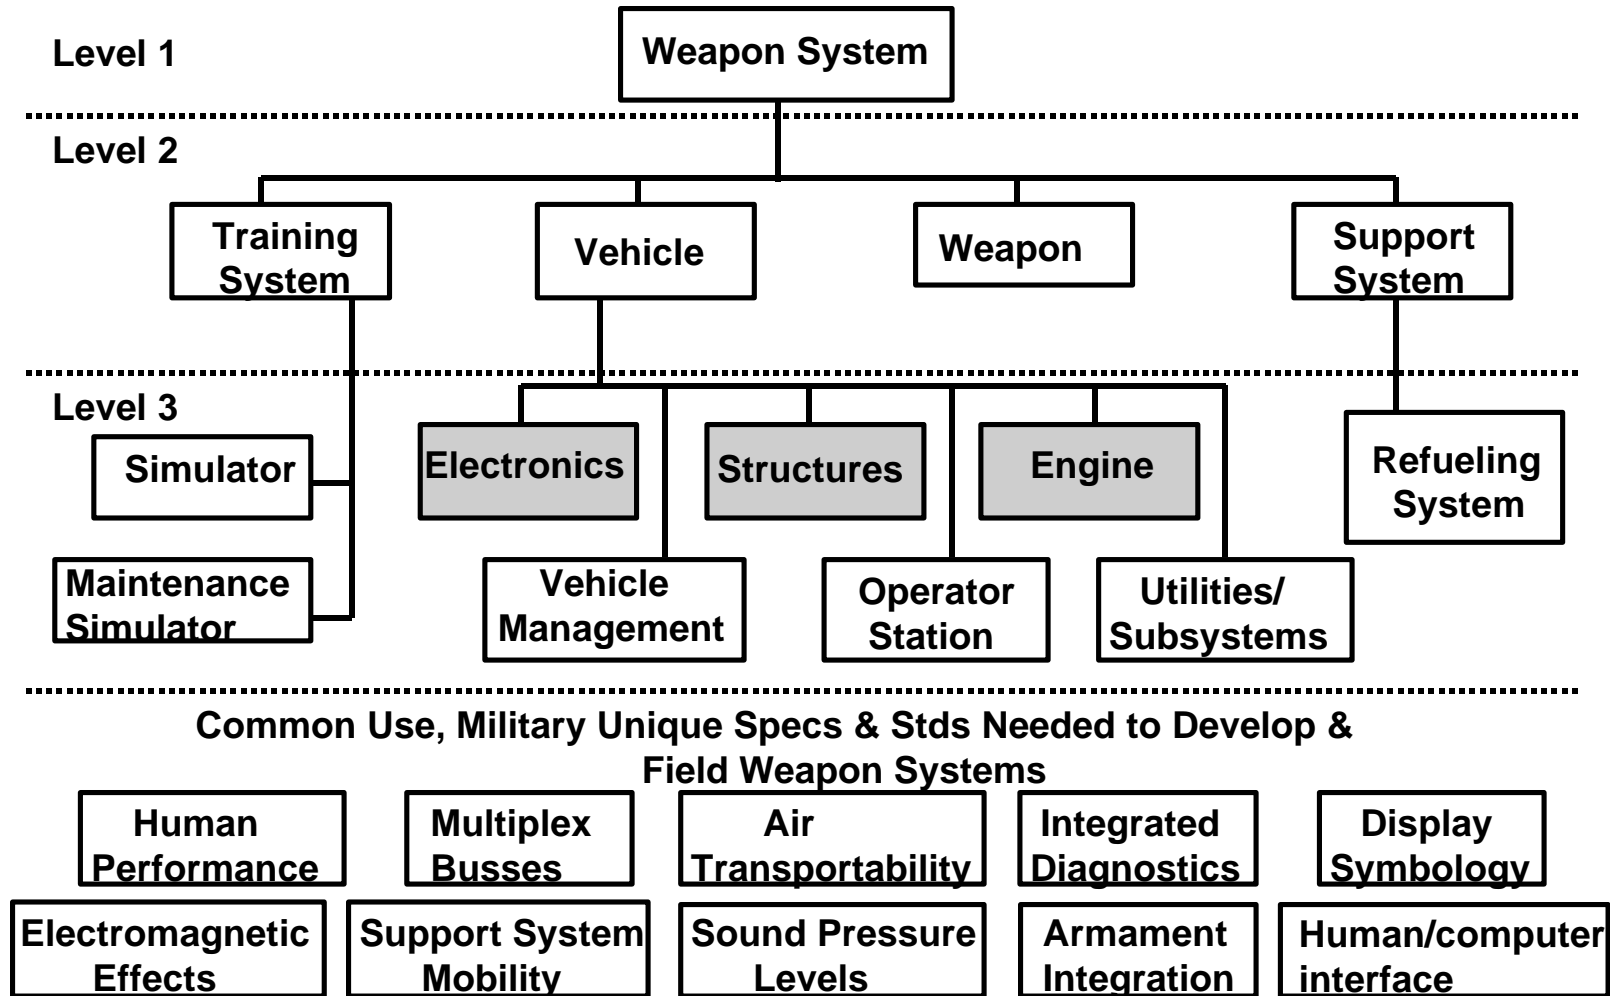 Level 1
Weapon System
Level 2
Training
System
Vehicle
Weapon
Support
System
Level 3
Simulator
Electronics
Structures
Engine
Refueling
System
Maintenance
Simulator
Vehicle
Management
Operator
Station
Utilities/
Subsystems
Common Use, Military Unique Specs & Stds Needed to Develop &
Field Weapon Systems
Human
Performance
Multiplex
Busses
Air
Transportability
Integrated
Diagnostics
Display
Symbology
Electromagnetic
Effects
Support System
Mobility
Sound Pressure
Levels
Armament
Integration
Human/computer
interface